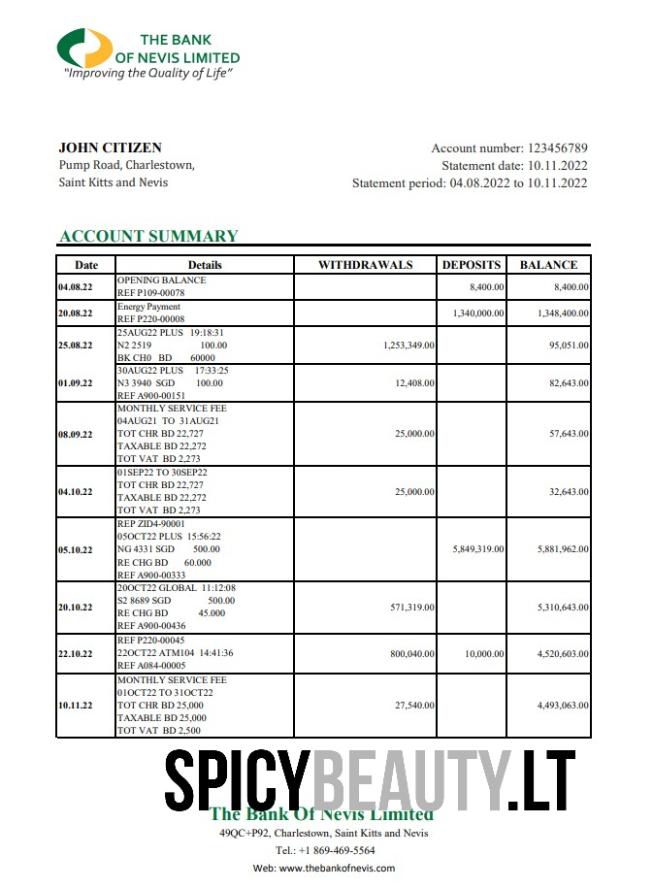 THE BANK
OF NEVIS LIMITED
"Improving the Quality of Life"
JOHN CITIZEN
Pump Road, Charlestown,
Saint Kitts and Nevis
Account number: 123456789
Statement date: 10.11.2022
Statement period: 04.08.2022 to 10.11.2022
ACCOUNT SUMMARY
Date Details WITHDRAWALS DEPOSITS BALANCE
OPENING BALANCE
04.08.22 8,400.00 8,400.00
REF P109-00078
Energy Payment
20.08.22 1,340,000.00 1,348,400.00
REF P220-00008
25AUG22 PLUS 19:18:31
25.08.22 N2 2519 100.00 1,253,349.00 95,051.00
BK CH0 BD 60000
30AUG22 PLUS 17:33:25
01.09.22 N3 3940 SGD 100.00 12,408.00 82,643.00
REF A900-00151
MONTHLY SERVICE FEE
04AUG21 TO 31AUG21
08.09.22 TOT CHR BD 22,727 25,000.00 57,643.00
TAXABLE BD 22,272
TOT VAT BD 2,273
01SEP22 TO 30SEP22
TOT CHR BD 22,727
04.10.22 25,000.00 32,643.00
TAXABLE BD 22,272
TOT VAT BD 2,273
REP ZID4-90001
05OCT22 PLUS 15:56:22
05.10.22 NG 4331 SGD 500.00 5,849,319.00 5,881,962.00
RE CHG BD 60.000
REF A900-00333
20OCT22 GLOBAL 11:12:08
S2 8689 SGD 500.00
20.10.22 571,319.00 5,310,643.00
RE CHG BD 45.000
REF A900-00436
REF P220-00045
22.10.22 22OCT22 ATM104 14:41:36 800,040.00 10,000.00 4,520,603.00
REF A084-00005
MONTHLY SERVICE FEE
01OCT22 TO 31OCT22
10.11.22 TOT CHR BD 25,000 27,540.00 4,493,063.00
TAXABLE BD 25,000
TOT VAT BD 2,500
SPICYBEAUTY.LT
The Bank Of Nevis Limited
49QC+P92, Charlestown, Saint Kitts and Nevis
Tel.: +1 869-469-5564
Web: www.thebankofnevis.com